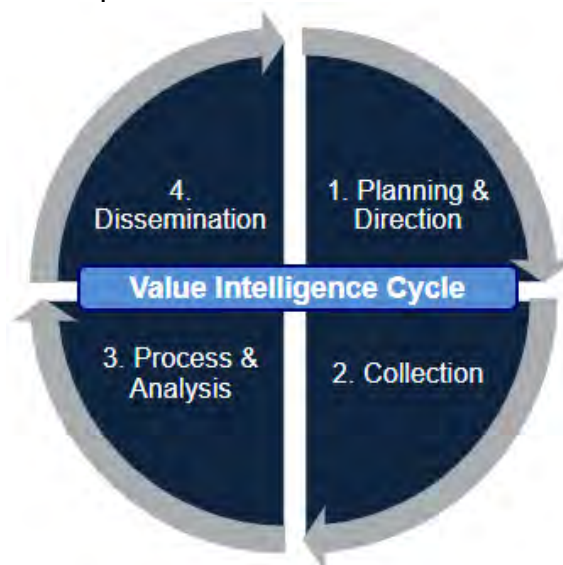 4.
Dissemination
1. Planning &
Direction
Value Intelligence Cycle
3. Process &
Analysis
2. Collection